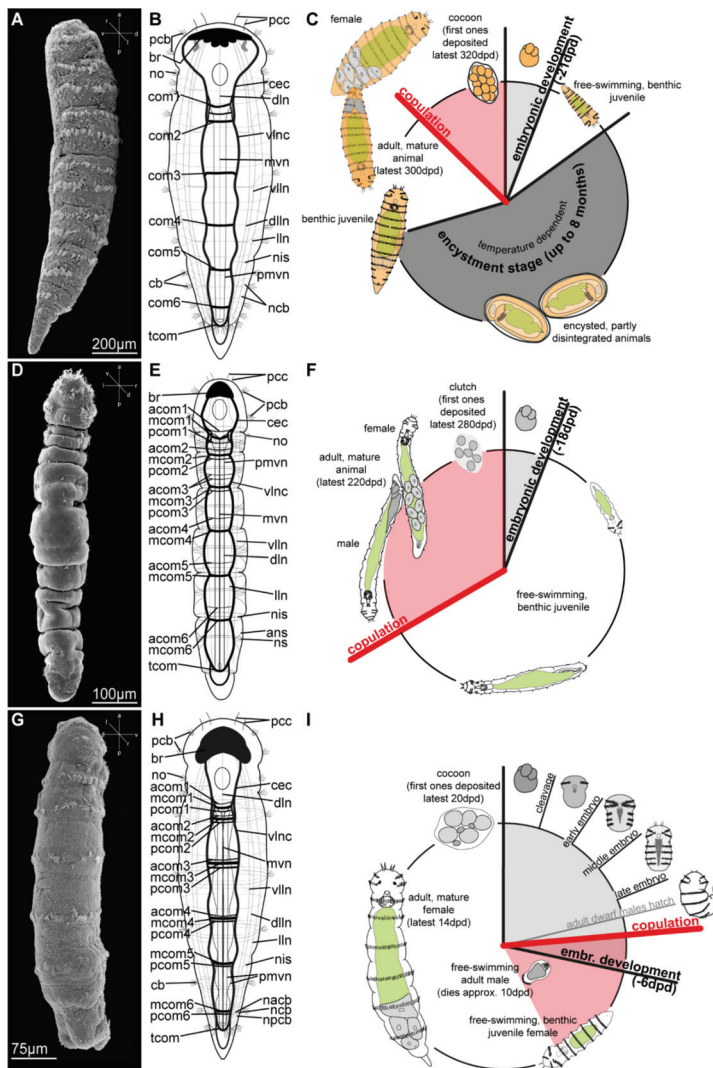 A
a
l
r
v
d
p
200µm
B
pcc
pcb
br
no
cec
com1
dln
com2
vlnc
mvn
com3
vlln
com4
dlln
lln
com5
nis
pmvn
cb
ncb
com6
tcom
C
female
cocoon
(first ones
deposited
latest 320dpd)
embryonic development
(-21dpd)
free-swimming, benthic
juvenile
copulation
adult, mature
animal
(latest 300dpd)
benthic juvenile
temperature dependent
encystment stage (up to 8 months)
encysted, partly
disintegrated animals
D
a
v
l
r
d
p
100µm
E
pcc
br
pcb
acom1
mcom1
cec
pcom1
no
acom2
mcom2
pcom2
pmvn
acom3
mcom3
vlnc
pcom3
mvn
acom4
mcom4
vlln
dln
acom5
mcom5
lln
nis
acom6
ans
mcom6
ns
tcom
F
clutch
(first ones
deposited
latest 280dpd)
female
adult, mature
animal
(latest 220dpd)
male
embryonic development
(-18dpd)
free-swimming,
benthic juvenile
copulation
G
a
l
v
r
p
75µm
H
pcc
pcb
br
no
cec
acom1
mcom1
dln
pcom1
acom2
vlnc
mcom2
pcom2
mvn
acom3
mcom3
pcom3
vlln
acom4
dlln
mcom4
pcom4
lln
mcom5
nis
pcom5
pmvn
cb
nacb
mcom6
ncb
pcom6
npcb
tcom
I
cocoon
(first ones deposited
latest 20dpd)
cleavage
early embryo
middle embryo
late embryo
adult dwarf males hatch
copulation
adult, mature
female
(latest 14dpd)
embr. development
(-6dpd)
free-swimming
adult male
(dies approx. 10dpd)
free-swimming, benthic
juvenile female